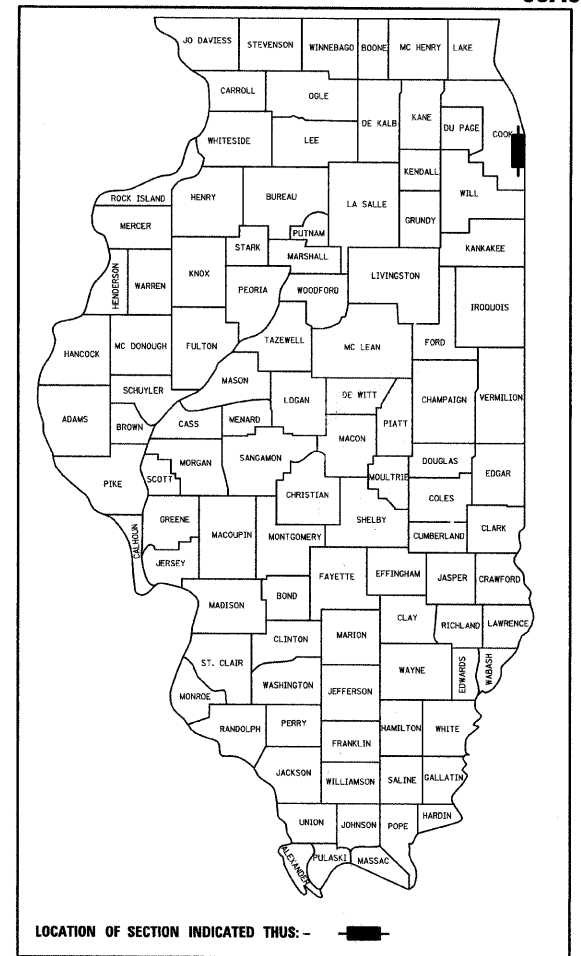 JO DAVIESS STEVENSON WINNEBAGO BOONE MC HENRY LAKE
CARROLL OGLE DE KALB KANE DU PAGE COOK
WHITESIDE LEE
KENDALL WILL
ROCK ISLAND HENRY BUREAU LA SALLE GRUNDY
MERCER PUTNAM
STARK MARSHALL KANKAKEE
HENDERSON WARREN KNOX PEORIA WOODFORD LIVINGSTON IROQUOIS
HANCOCK MC DONOUGH FULTON TAZEWELL MC LEAN FORD
SCHUYLER MASON LOGAN DE WITT CHAMPAIGN VERMILION
ADAMS BROWN CASS MENARD MACON PIATT
PIKE SCOTT MORGAN SANGAMON CHRISTIAN MOULTRIE DOUGLAS EDGAR
COLES
CALHOUN GREENE MACOUPIN MONTGOMERY SHELBY CUMBERLAND CLARK
JERSEY FAYETTE EFFINGHAM JASPER CRAWFORD
MADISON BOND CLAY RICHLAND LAWRENCE
CLINTON MARION
ST. CLAIR WAYNE EDWARDS WABASH
MONROE WASHINGTON JEFFERSON
RANDOLPH PERRY HAMILTON WHITE
FRANKLIN
JACKSON WILLIAMSON SALINE GALLATIN
UNION JOHNSON POPE HARDIN
ALEXANDER PULASKI MASSAC
LOCATION OF SECTION INDICATED THUS: -